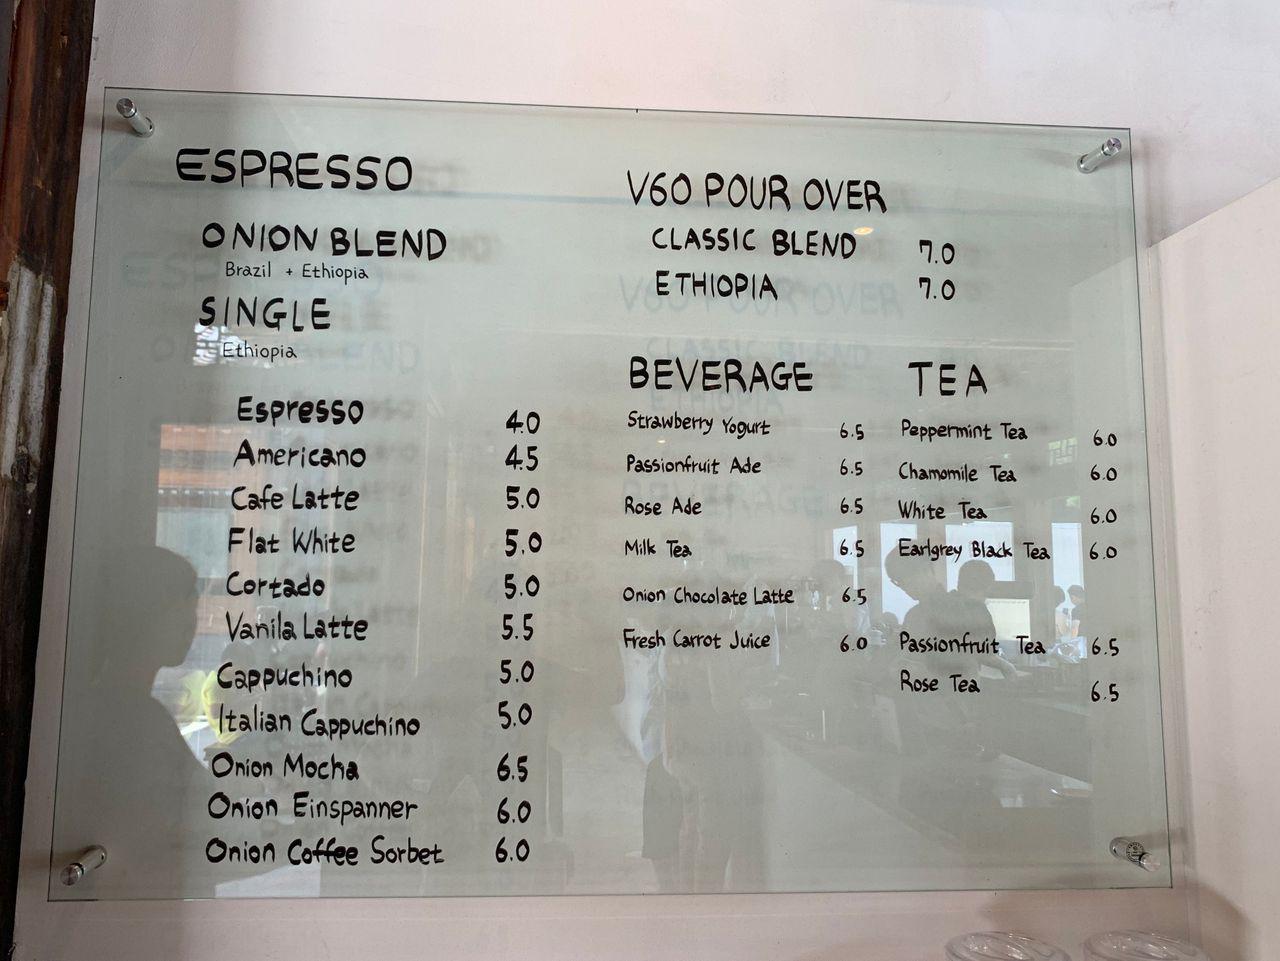 ESPRESSO
ONION BLEND
Brazil + Ethiopia
SINGLE
Ethiopia
Espresso 4.0
Americano 4.5
Cafe Latte 5.0
Flat White 5.0
Cortado 5.0
Vanila Latte 5.5
Cappuchino 5.0
Italian Cappuchino 5.0
Onion Mocha 6.5
Onion Einspanner 6.0
Onion Coffee Sorbet 6.0
V60 POUR OVER
CLASSIC BLEND 7.0
ETHIOPIA 7.0
BEVERAGE
Strawberry Yogurt 6.5
Passionfruit Ade 6.5
Rose Ade 6.5
Milk Tea 6.5
Onion Chocolate Latte 6.5
Fresh Carrot Juice 6.0
TEA
Peppermint Tea 6.0
Chamomile Tea 6.0
White Tea 6.0
Earlgrey Black Tea 6.0
Passionfruit Tea 6.5
Rose Tea 6.5